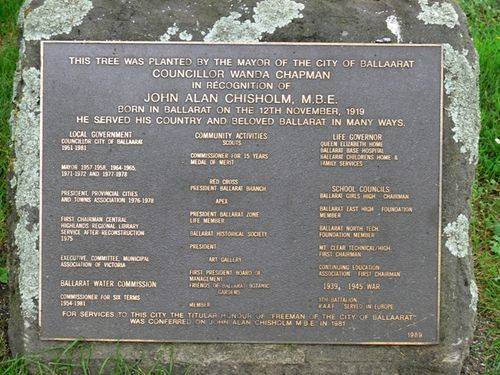 THIS TREE WAS PLANTED BY THE MAYOR OF THE CITY OF BALLAARAT
COUNCILLOR WANDA CHAPMAN
IN RECOGNITION OF
JOHN ALAN CHISHOLM, M.B.E.
BORN IN BALLARAT ON THE 12TH NOVEMBER, 1919
HE SERVED HIS COUNTRY AND BELOVED BALLARAT IN MANY WAYS.
LOCAL GOVERNMENT
COUNCILLOR CITY OF BALLAARAT
1951-1981
MAYOR 1957-1958, 1964-1965,
1971-1972 AND 1977-1978
PRESIDENT, PROVINCIAL CITIES
AND TOWNS ASSOCIATION 1976-1978
FIRST CHAIRMAN CENTRAL
HIGHLANDS REGIONAL LIBRARY
SERVICE AFTER RECONSTRUCTION
1975
EXECUTIVE, COMMITTEE, MUNICIPAL
ASSOCIATION OF VICTORIA
BALLARAT WATER COMMISSION
COMMISSIONER FOR SIX TERMS
1954-1981
COMMUNITY ACTIVITIES
SCOUTS
COMMISSIONER FOR 15 YEARS
MEDAL OF MERIT
RED CROSS
PRESIDENT BALLARAT BRANCH
APEX
PRESIDENT BALLARAT ZONE
LIFE MEMBER
BALLARAT HISTORICAL SOCIETY
PRESIDENT
ART GALLERY
FIRST PRESIDENT BOARD OF
MANAGEMENT
FRIENDS OF BALLARAT BOTANIC
GARDENS
MEMBER
LIFE GOVERNOR
QUEEN ELIZABETH HOME
BALLARAT BASE HOSPITAL
BALLARAT CHILDRENS HOME &
FAMILY SERVICES
SCHOOL COUNCILS
BALLARAT GIRLS HIGH CHAIRMAN
BALLARAT EAST HIGH FOUNDATION
MEMBER
BALLARAT NORTH TECH
FOUNDATION MEMBER
MT. CLEAR TECHNICAL/HIGH
FIRST CHAIRMAN
CONTINUING EDUCATION
ASSOCIATION FIRST CHAIRMAN
1939, 1945 WAR
BATTALION
R.A.A.F. SERVED IN EUROPE
FOR SERVICES TO THIS CITY THE TITULAR HONOUR OF "FREEMAN OF THE CITY OF BALLAARAT"
WAS CONFERRED ON JOHN ALAN CHISHOLM M.B.E. IN 1981
1989